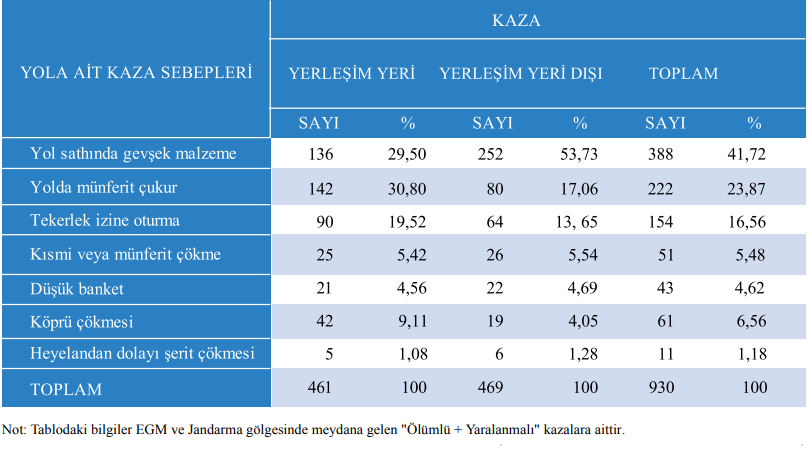 KAZA
YOLA AİT KAZA SEBEPLERİ YERLEŞİM YERİ YERLEŞİM YERİ DIŞI TOPLAM
SAYI % SAYI % SAYI %
Yol sathında gevşek malzeme 136 29,50 252 53,73 388 41,72
Yolda münferit çukur 142 30,80 80 17,06 222 23,87
Tekerlek izine oturma 90 19,52 64 13, 65 154 16,56
Kısmi veya münferit çökme 25 5,42 26 5,54 51 5,48
Düşük banket 21 4,56 22 4,69 43 4,62
Köprü çökmesi 42 9,11 19 4,05 61 6,56
Heyelandan dolayı şerit çökmesi 5 1,08 6 1,28 11 1,18
TOPLAM 461 100 469 100 930 100
Not: Tablodaki bilgiler EGM ve Jandarma gölgesinde meydana gelen "Ölümlü + Yaralanmalı" kazalara aittir.